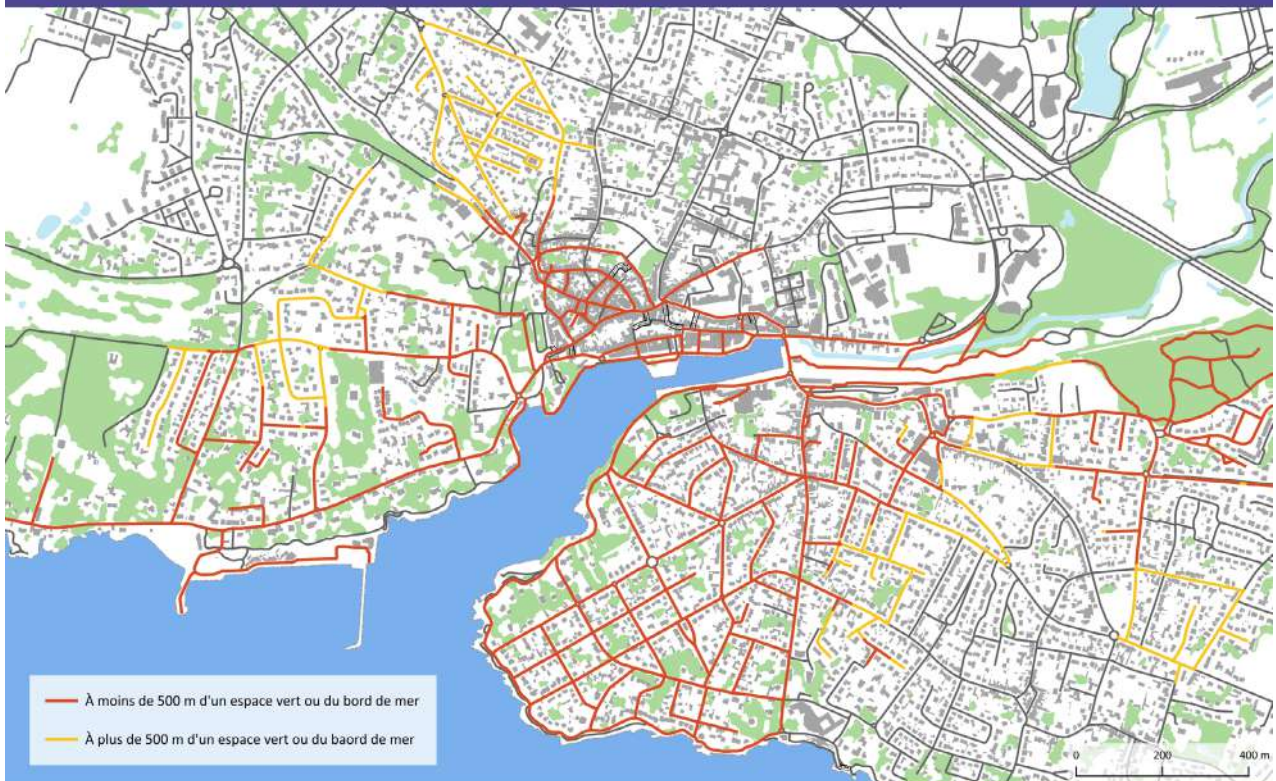 À moins de 500 m d'un espace vert ou du bord de mer
À plus de 500 m d'un espace vert ou du baord de mer
0 200 400 m